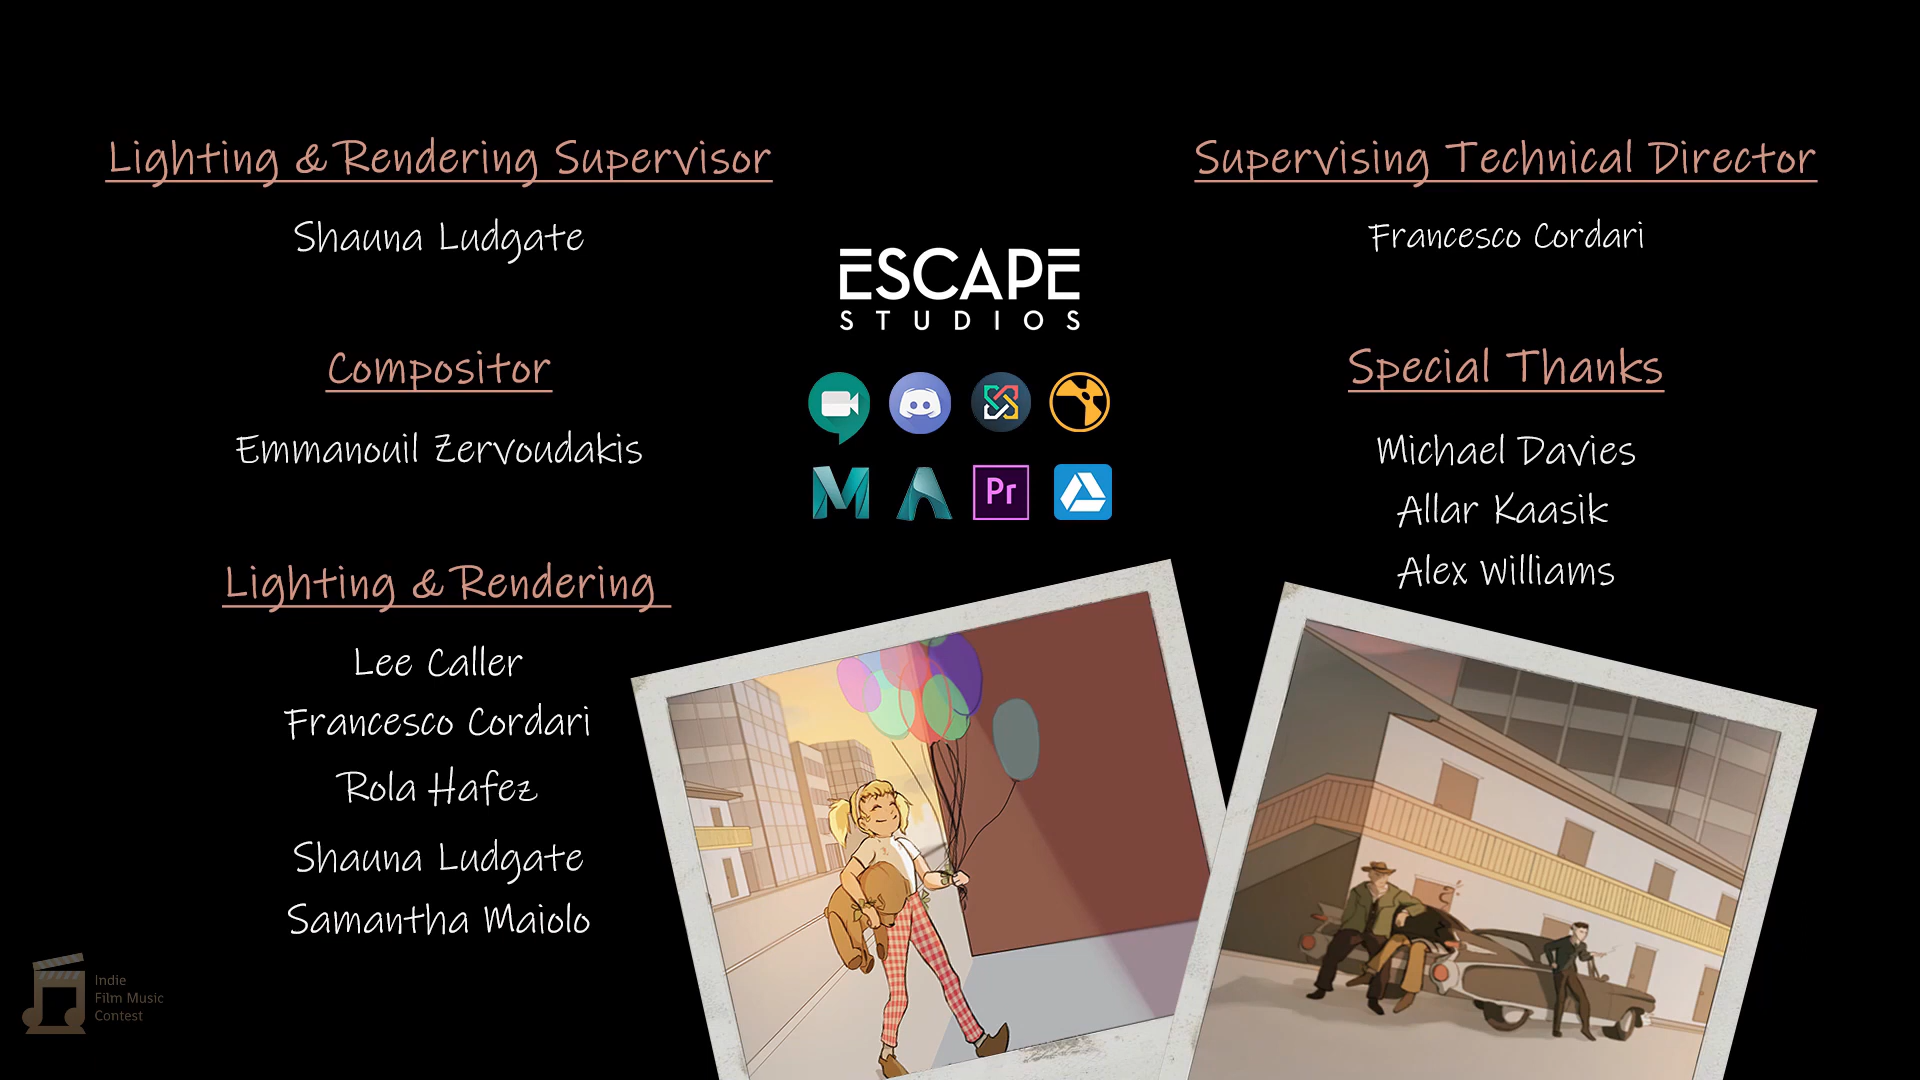 Lighting & Rendering Supervisor
Shauna Ludgate
Compositor
Emmanouil Zervoudakis
Lighting & Rendering
Lee Caller
Francesco Cordari
Rola Hafez
Shauna Ludgate
Samantha Maiolo
ESCAPE
STUDIOS
Pr
Supervising Technical Director
Francesco Cordari
Special Thanks
Michael Davies
Allar Kaasik
Alex Williams
Indie
Film Music
Contest